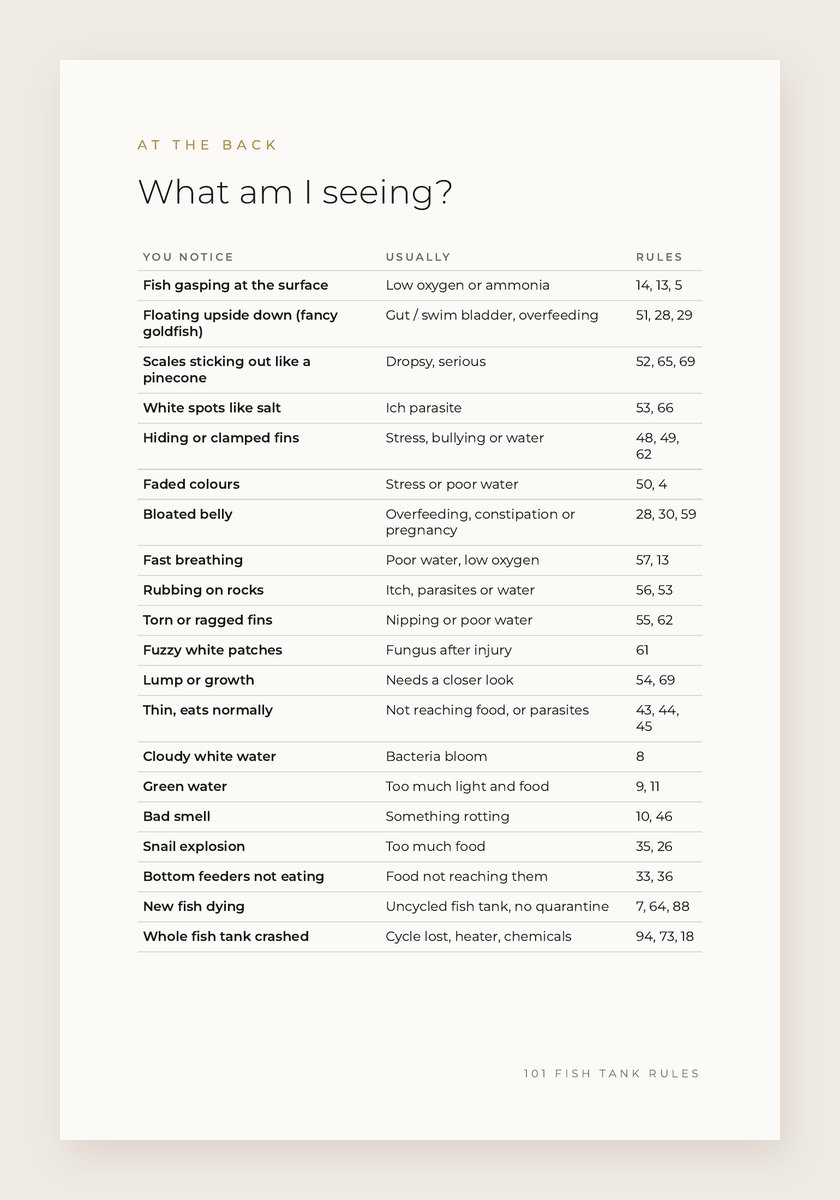 AT THE BACK
What am I seeing?
YOU NOTICE USUALLY RULES
Fish gasping at the surface Low oxygen or ammonia 14, 13, 5
Floating upside down (fancy Gut / swim bladder, overfeeding 51, 28, 29
goldfish)
Scales sticking out like a Dropsy, serious 52, 65, 69
pinecone
White spots like salt Ich parasite 53, 66
Hiding or clamped fins Stress, bullying or water 48, 49,
62
Faded colours Stress or poor water 50, 4
Bloated belly Overfeeding, constipation or 28, 30, 59
pregnancy
Fast breathing Poor water, low oxygen 57, 13
Rubbing on rocks Itch, parasites or water 56, 53
Torn or ragged fins Nipping or poor water 55, 62
Fuzzy white patches Fungus after injury 61
Lump or growth Needs a closer look 54, 69
Thin, eats normally Not reaching food, or parasites 43, 44,
45
Cloudy white water Bacteria bloom 8
Green water Too much light and food 9, 11
Bad smell Something rotting 10, 46
Snail explosion Too much food 35, 26
Bottom feeders not eating Food not reaching them 33, 36
New fish dying Uncycled fish tank, no quarantine 7, 64, 88
Whole fish tank crashed Cycle lost, heater, chemicals 94, 73, 18
101 FISH TANK RULES